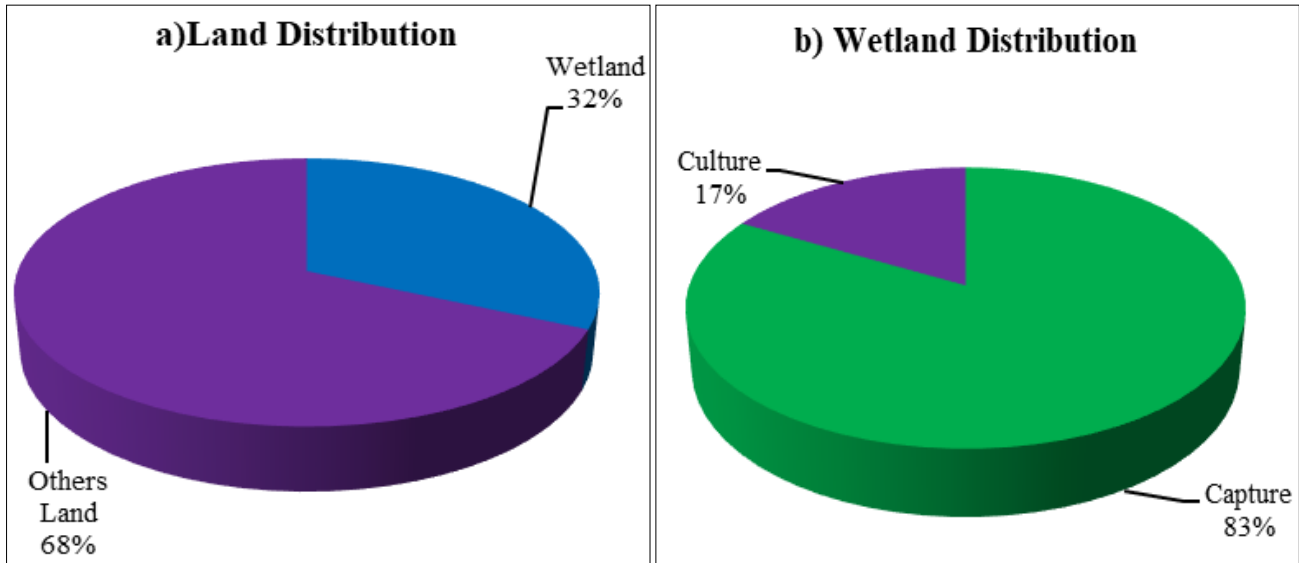 a)Land Distribution
Wetland
32%
Others
Land
68%
b) Wetland Distribution
Culture
17%
Capture
83%